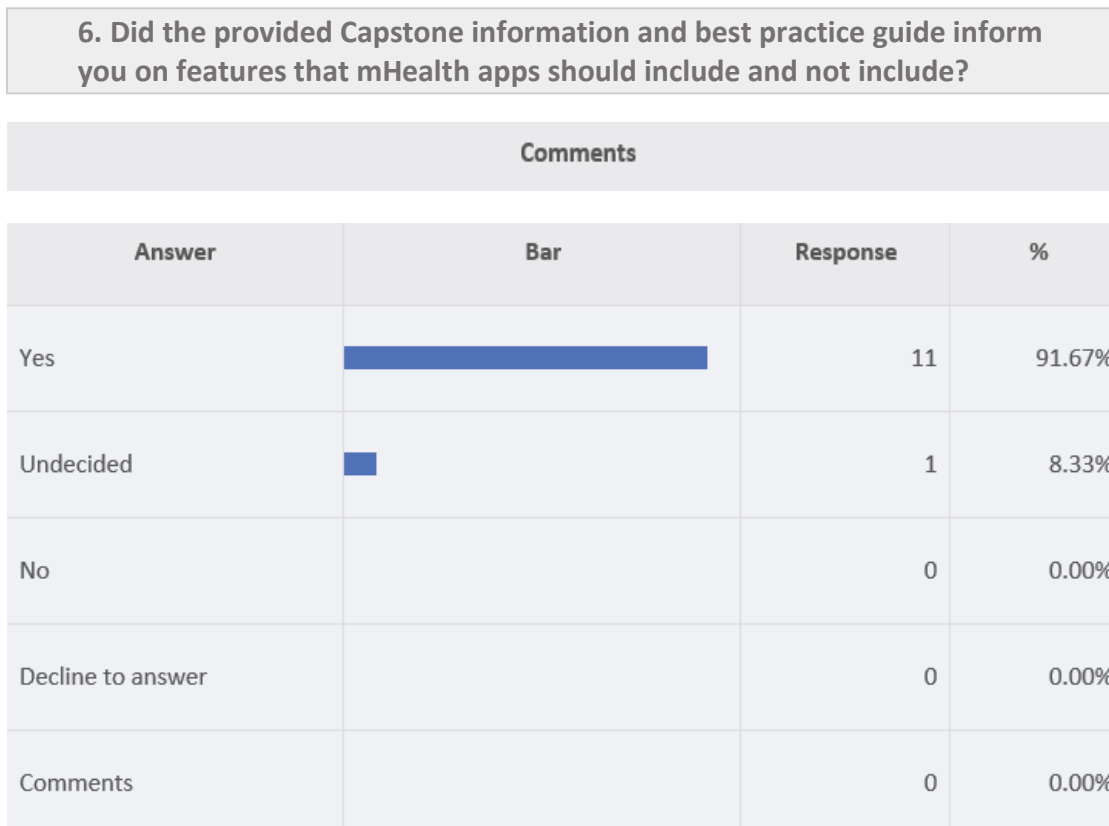 6. Did the provided Capstone information and best practice guide inform
you on features that mHealth apps should include and not include?
Comments
Answer Bar Response %
Yes 11 91.67%
Undecided 1 8.33%
No 0 0.00%
Decline to answer 0 0.00%
Comments 0 0.00%